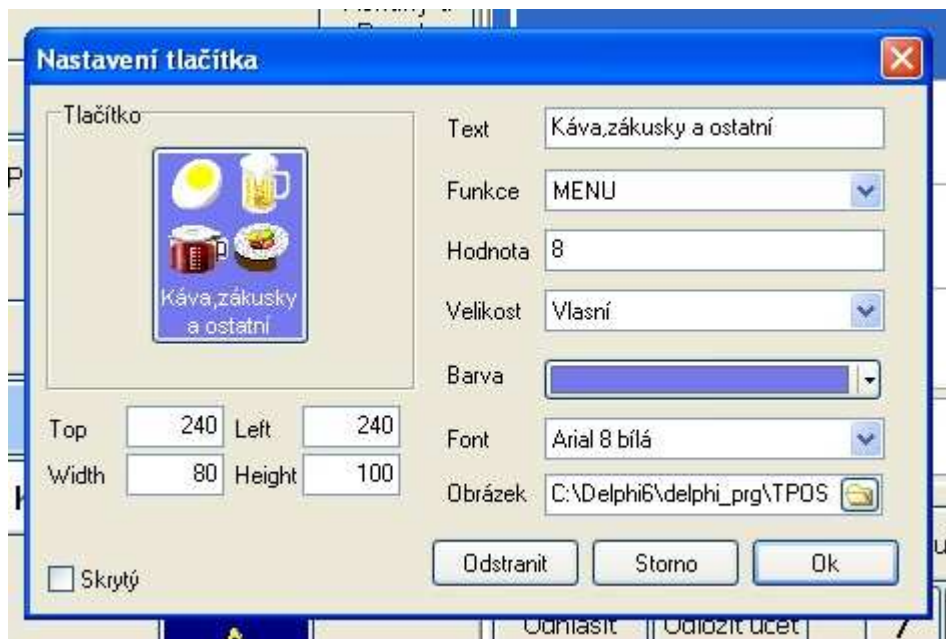 Nastavení tlačítka
Tlačítko
Káva,zákusky
a ostatní
Text Káva,zákusky a ostatní
Funkce MENU
Hodnota 8
Velikost Vlasní
Barva
Font Arial 8 bílá
Obrázek C:\Delphi6\delphi_prg\TPOS
Top 240 Left 240
Width 80 Height 100
Skrytý
Odstranit Storno Ok
Odhlásit Odložit účet 7